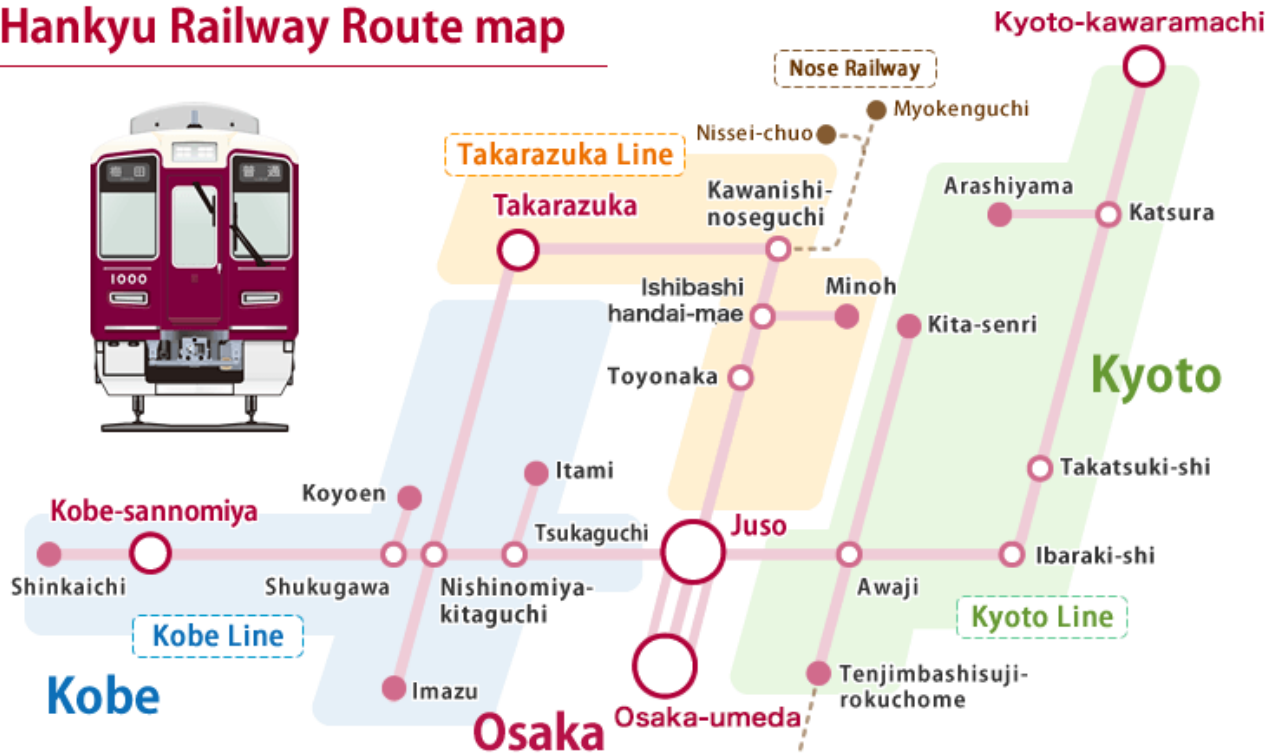 Hankyu Railway Route map
Kyoto-kawaramachi
Nose Railway
Myokenguchi
Nissei-chuo
Takarazuka Line
Kawanishi-
noseguchi
Arashiyama
Katsura
Takarazuka
Ishibashi
handai-mae
Minoh
Kita-senri
Toyonaka
Kyoto
1000
Takatsuki-shi
Itami
Koyoen
Kobe-sannomiya
Juso
Tsukaguchi
Ibaraki-shi
Shinkaichi
Shukugawa
Nishinomiya-
kitaguchi
Awaji
Kobe Line
Kyoto Line
Kobe
Imazu
Tenjimbashisuji-
rokuchome
Osaka
Osaka-umeda